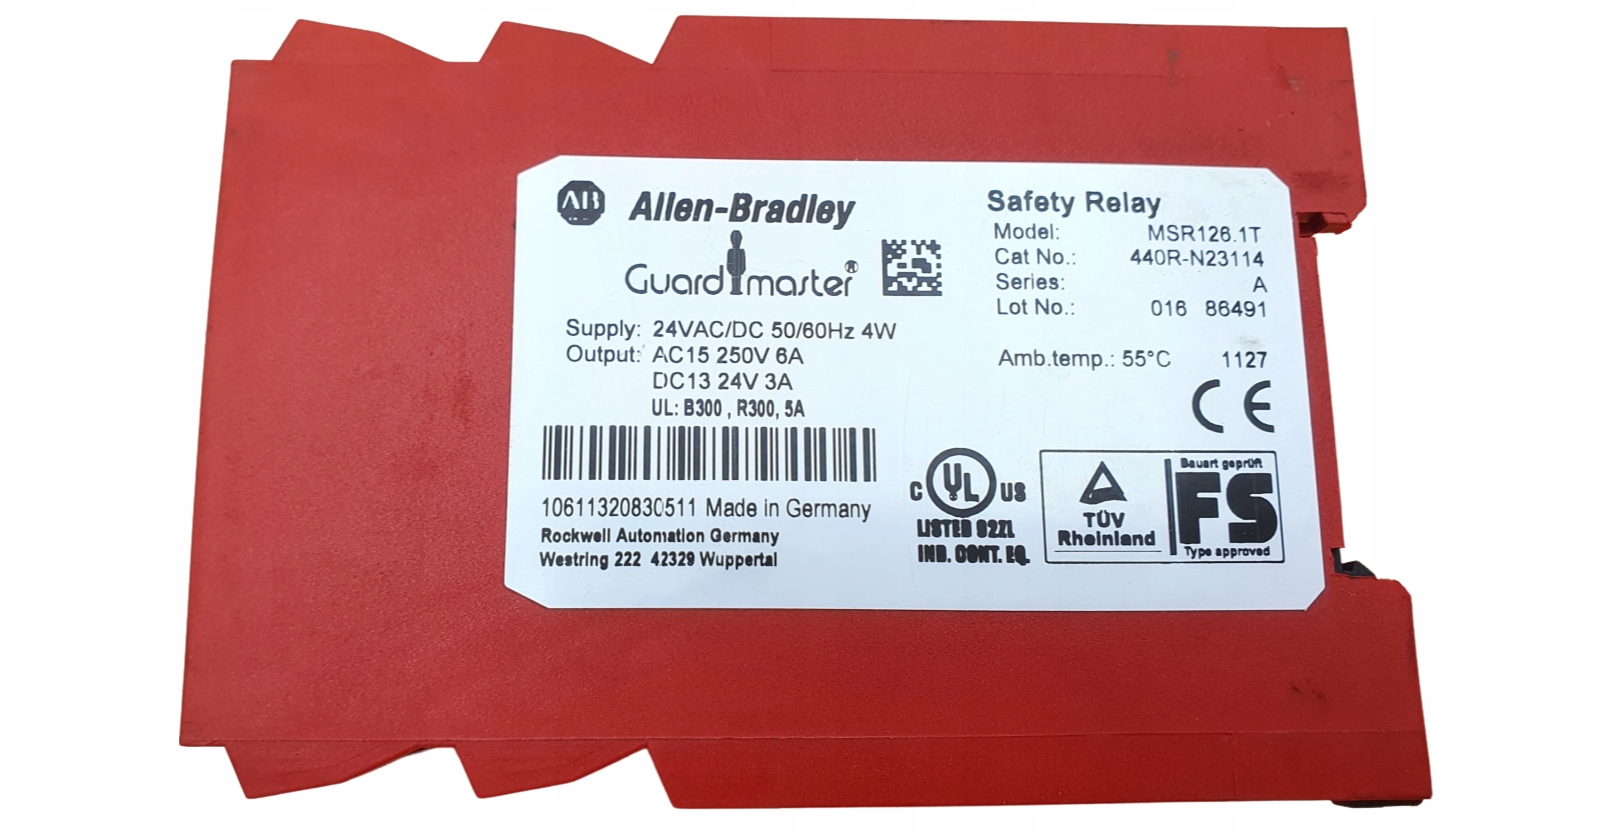 AB
Allen-Bradley
Guardmaster®
Safety Relay
Model: MSR126.1T
Cat No.: 440R-N23114
Series: A
Lot No.: 016 86491
Supply: 24VAC/DC 50/60Hz 4W
Output: AC15 250V 6A
DC13 24V 3A
UL: B300 , R300, 5A
Amb.temp.: 55°C 1127
CE
10611320830511 Made in Germany
Rockwell Automation Germany
Westring 222 42329 Wuppertal
C UL US
LISTED 92ZL
IND. CONT. EQ.
TÜV
Rheinland
Bauart geprüft
FS
Type approved